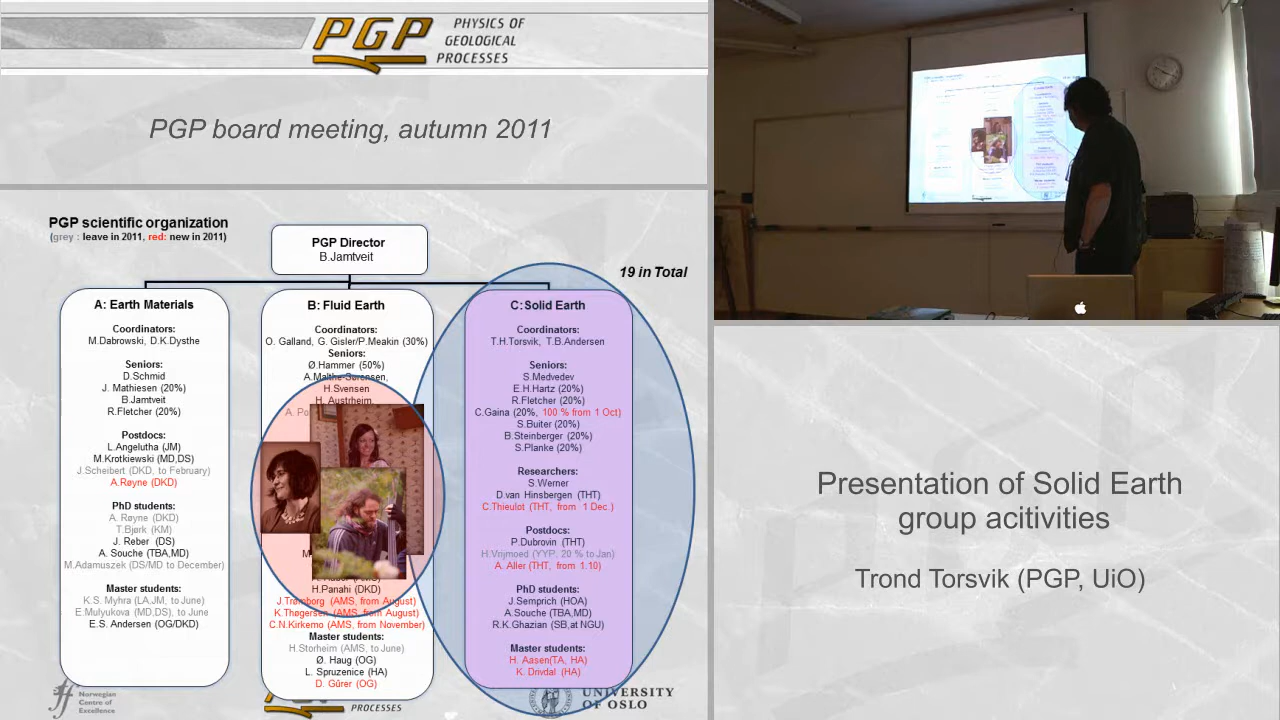 PGP
PHYSICS OF
GEOLOGICAL
PROCESSES
PGP board meeting, autumn 2011
PGP scientific organization
(grey : leave in 2011, red: new in 2011)
PGP Director
B.Jamtveit
19 in Total
A: Earth Materials
Coordinators:
M.Dabrowski, D.K.Dysthe
Seniors:
D.Schmid
J. Mathiesen (20%)
B.Jamtveit
R.Fletcher (20%)
Postdocs:
L.Angelutha (JM)
M.Krotkiewski (MD,DS)
J.Scheibert (DKD, to February)
A.Røyne (DKD)
PhD students:
A. Røyne (DKD)
T.Bjørk (KM)
J. Reber (DS)
A. Souche (TBA,MD)
M.Adamuszek (DS/MD to December)
Master students:
K.S. Myhra (LA,JM, to June)
E.Mulyukova (MD,DS), to June
E.S. Andersen (OG/DKD)
B: Fluid Earth
Coordinators:
O. Galland, G. Gisler/P.Meakin (30%)
Seniors:
Ø.Hammer (50%)
A.Malthe-Sørensen,
H.Svensen
H. Austrheim,
A. Po
H.Panahi (DKD)
J.Trømborg (AMS, from August)
K.Thøgersen (AMS, from August)
C.N.Kirkemo (AMS, from November)
Master students:
H.Storheim (AMS, to June)
Ø. Haug (OG)
L. Spruzenice (HA)
D. Gürer (OG)
C:Solid Earth
Coordinators:
T.H.Torsvik, T.B.Andersen
Seniors:
S.Medvedev
E.H.Hartz (20%)
R.Fletcher (20%)
C.Gaina (20%, 100 % from 1 Oct)
S.Buiter (20%)
B.Steinberger (20%)
S.Planke (20%)
Researchers:
S.Werner
D.van Hinsbergen (THT)
C.Thieulot (THT, from 1 Dec.)
Postdocs:
P.Dubrovin (THT)
H.Vrijmoed (YYP, 20 % to Jan)
A. Aller (THT, from 1.10)
PhD students:
J.Semprich (HOA)
A.Souche (TBA,MD)
R.K.Ghazian (SB,at NGU)
Master students:
H. Aasen(TA, HA)
K. Drivdal (HA)
Norwegian
Centre of
Excellence
PROCESSES
UNIVERSITY
OF OSLO
Presentation of Solid Earth
group acitivities
Trond Torsvik (PGP, UiO)